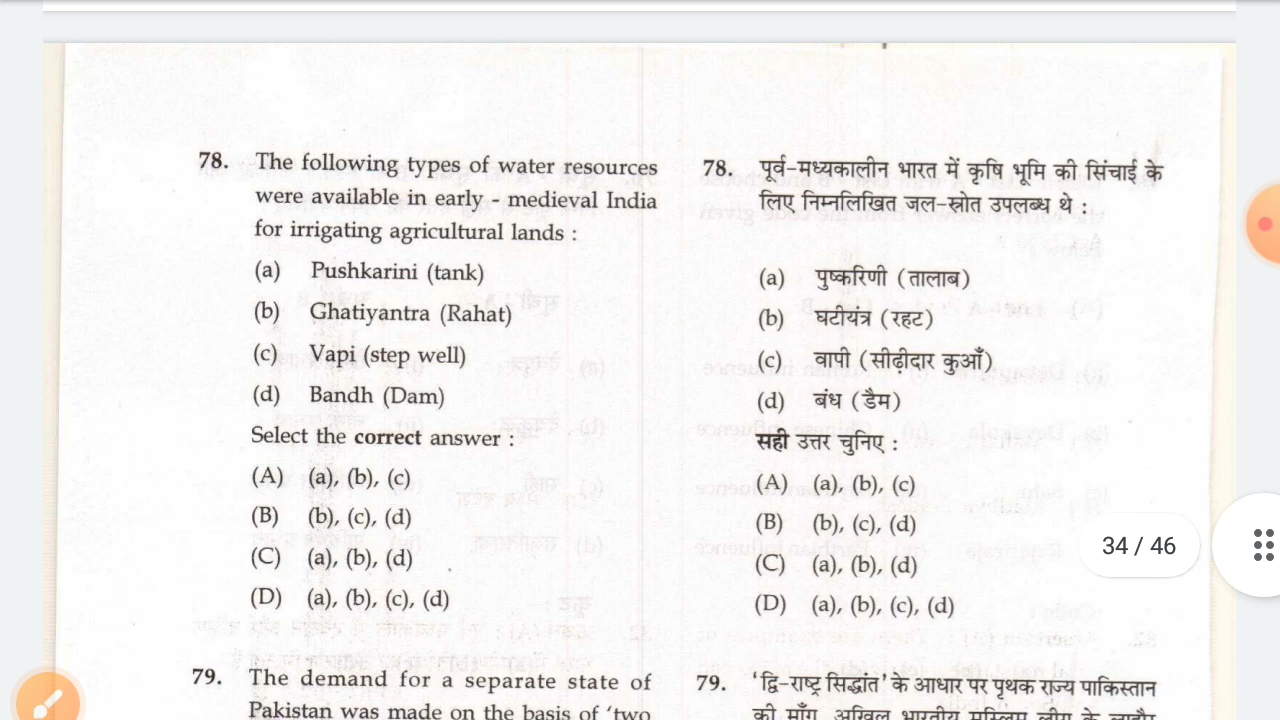 78. The following types of water resources
were available in early - medieval India
for irrigating agricultural lands :
(a) Pushkarini (tank)
(b) Ghatiyantra (Rahat)
(c) Vapi (step well)
(d) Bandh (Dam)
Select the correct answer :
(A) (a), (b), (c)
(B) (b), (c), (d)
(C) (a), (b), (d)
(D) (a), (b), (c), (d)
79. The demand for a separate state of
Pakistan was made on the basis of ‘two
78. पूर्व-मध्यकालीन भारत में कृषि भूमि की सिंचाई के
लिए निम्नलिखित जल-स्रोत उपलब्ध थे :
(a) पुष्करिणी (तालाब)
(b) घटीयंत्र (रहट)
(c) वापी (सीढ़ीदार कुआँ)
(d) बंध (डैम)
सही उत्तर चुनिए :
(A) (a), (b), (c)
(B) (b), (c), (d)
(C) (a), (b), (d)
(D) (a), (b), (c), (d)
79. ‘द्वि-राष्ट्र सिद्धांत’ के आधार पर पृथक राज्य पाकिस्तान
की माँग, अखिल भारतीय मुस्लिम लीग के लाहौर
34 / 46